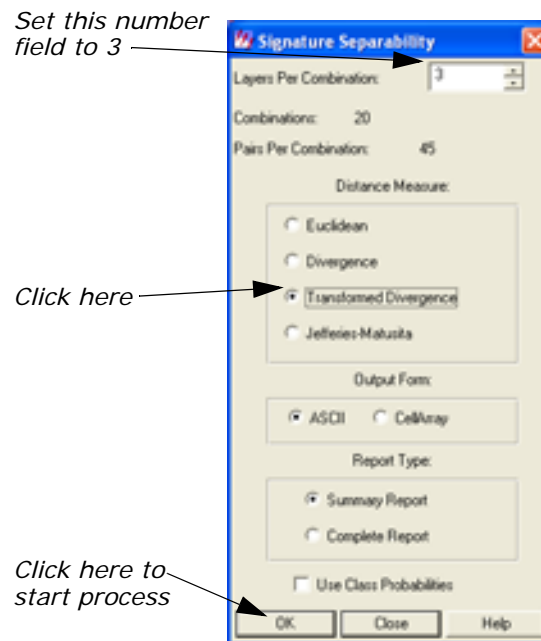 Set this number
field to 3
Signature Separability
Layers Per Combination: 3
Combinations: 20
Pairs Per Combination: 45
Distance Measure:
Euclidean
Divergence
Click here
Transformed Divergence
Jefferies-Matusita
Output Form:
ASCII CellArray
Report Type:
Summary Report
Complete Report
Click here to
start process
Use Class Probabilities
OK Close Help